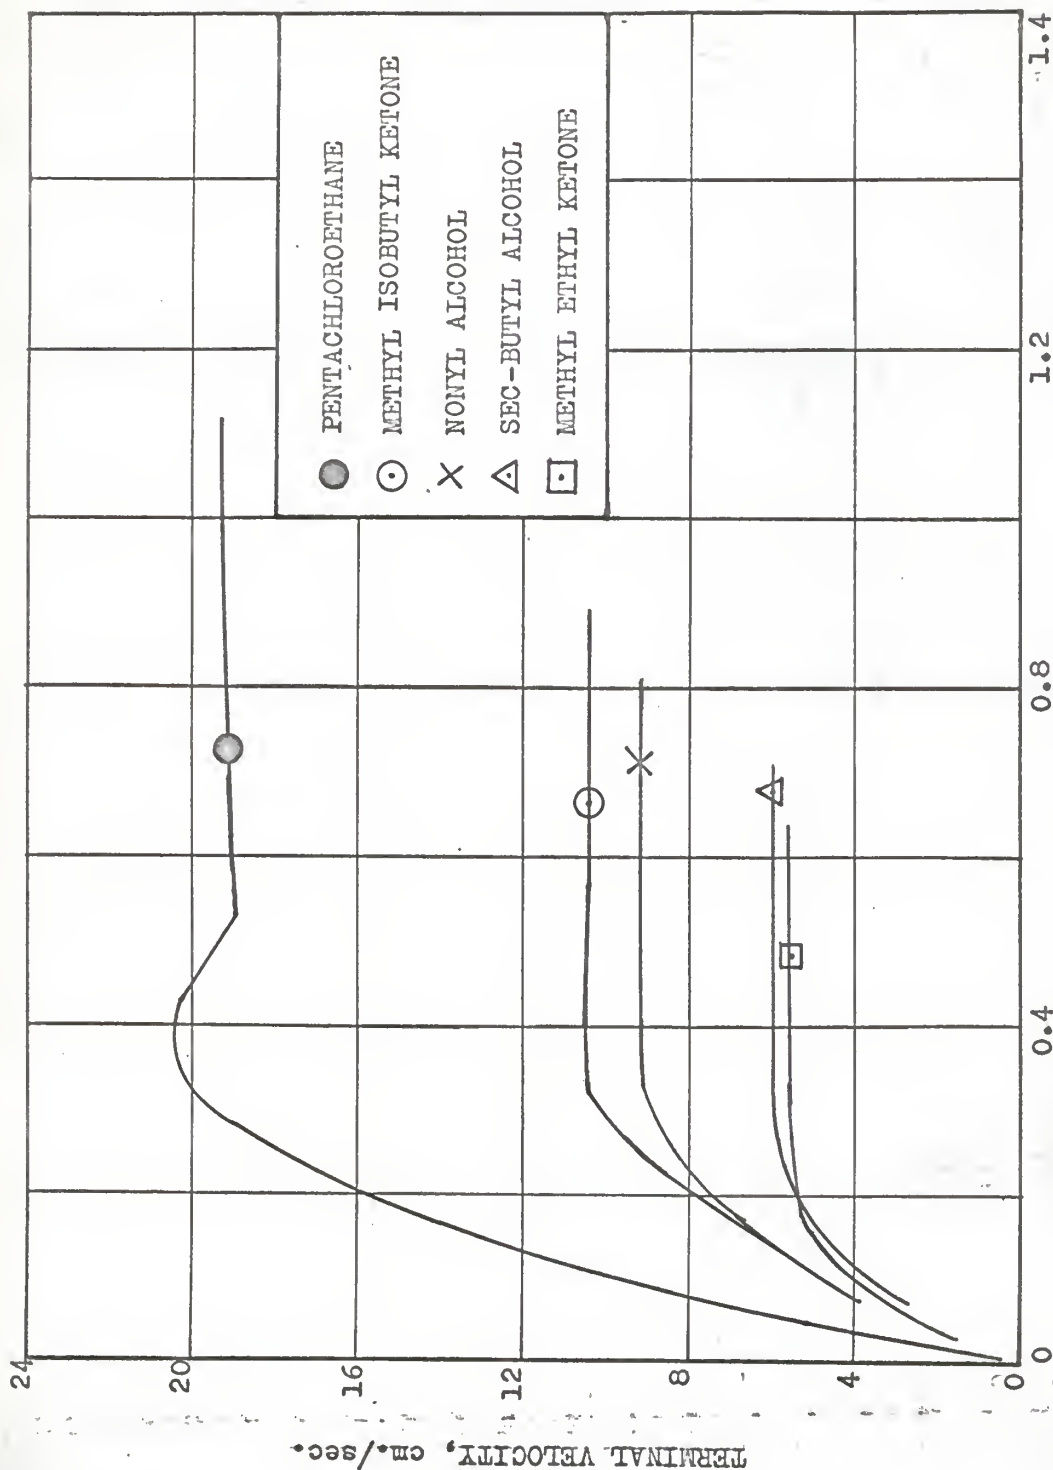 TERMINAL VELOCITY, cm./sec.
24
20
16
12
8
4
0
0
0.4
0.8
1.2
1.4
PENTACHLOROETHANE
METHYL ISOBUTYL KETONE
NONYL ALCOHOL
SEC-BUTYL ALCOHOL
METHYL ETHYL KETONE